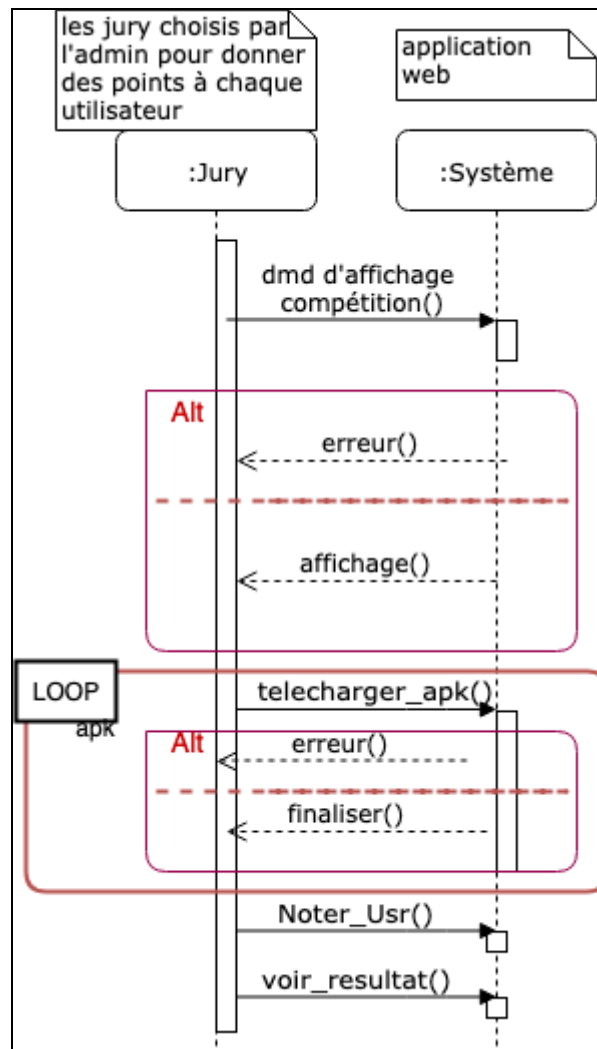 les jury choisis par
l'admin pour donner
des points à chaque
utilisateur
application
web
:Jury
:Système
dmd d'affichage
compétition()
Alt
erreur()
affichage()
LOOP
apk
telecharger_apk()
Alt
erreur()
finaliser()
Noter_Usr()
voir_resultat()